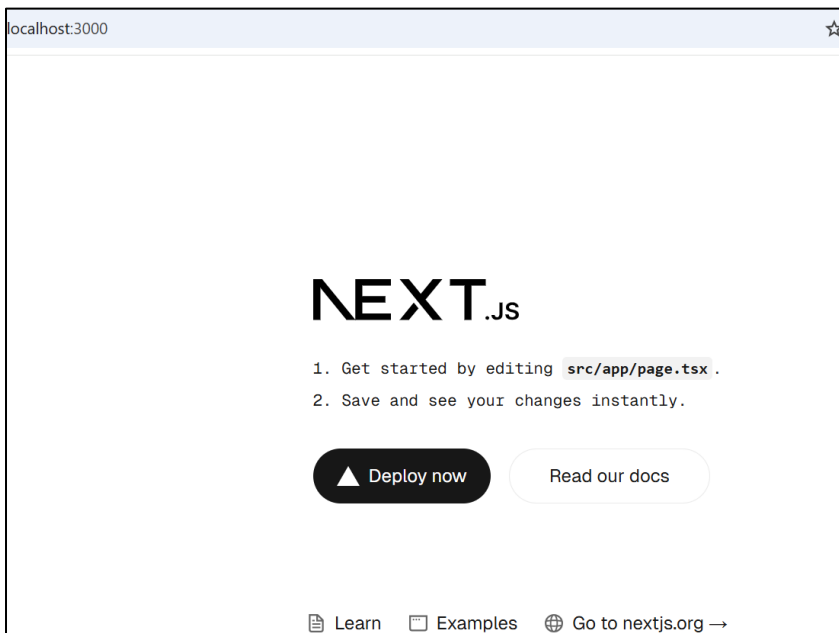 localhost:3000
NEXT.JS
1. Get started by editing src/app/page.tsx.
2. Save and see your changes instantly.
Deploy now Read our docs
Learn Examples Go to nextjs.org →